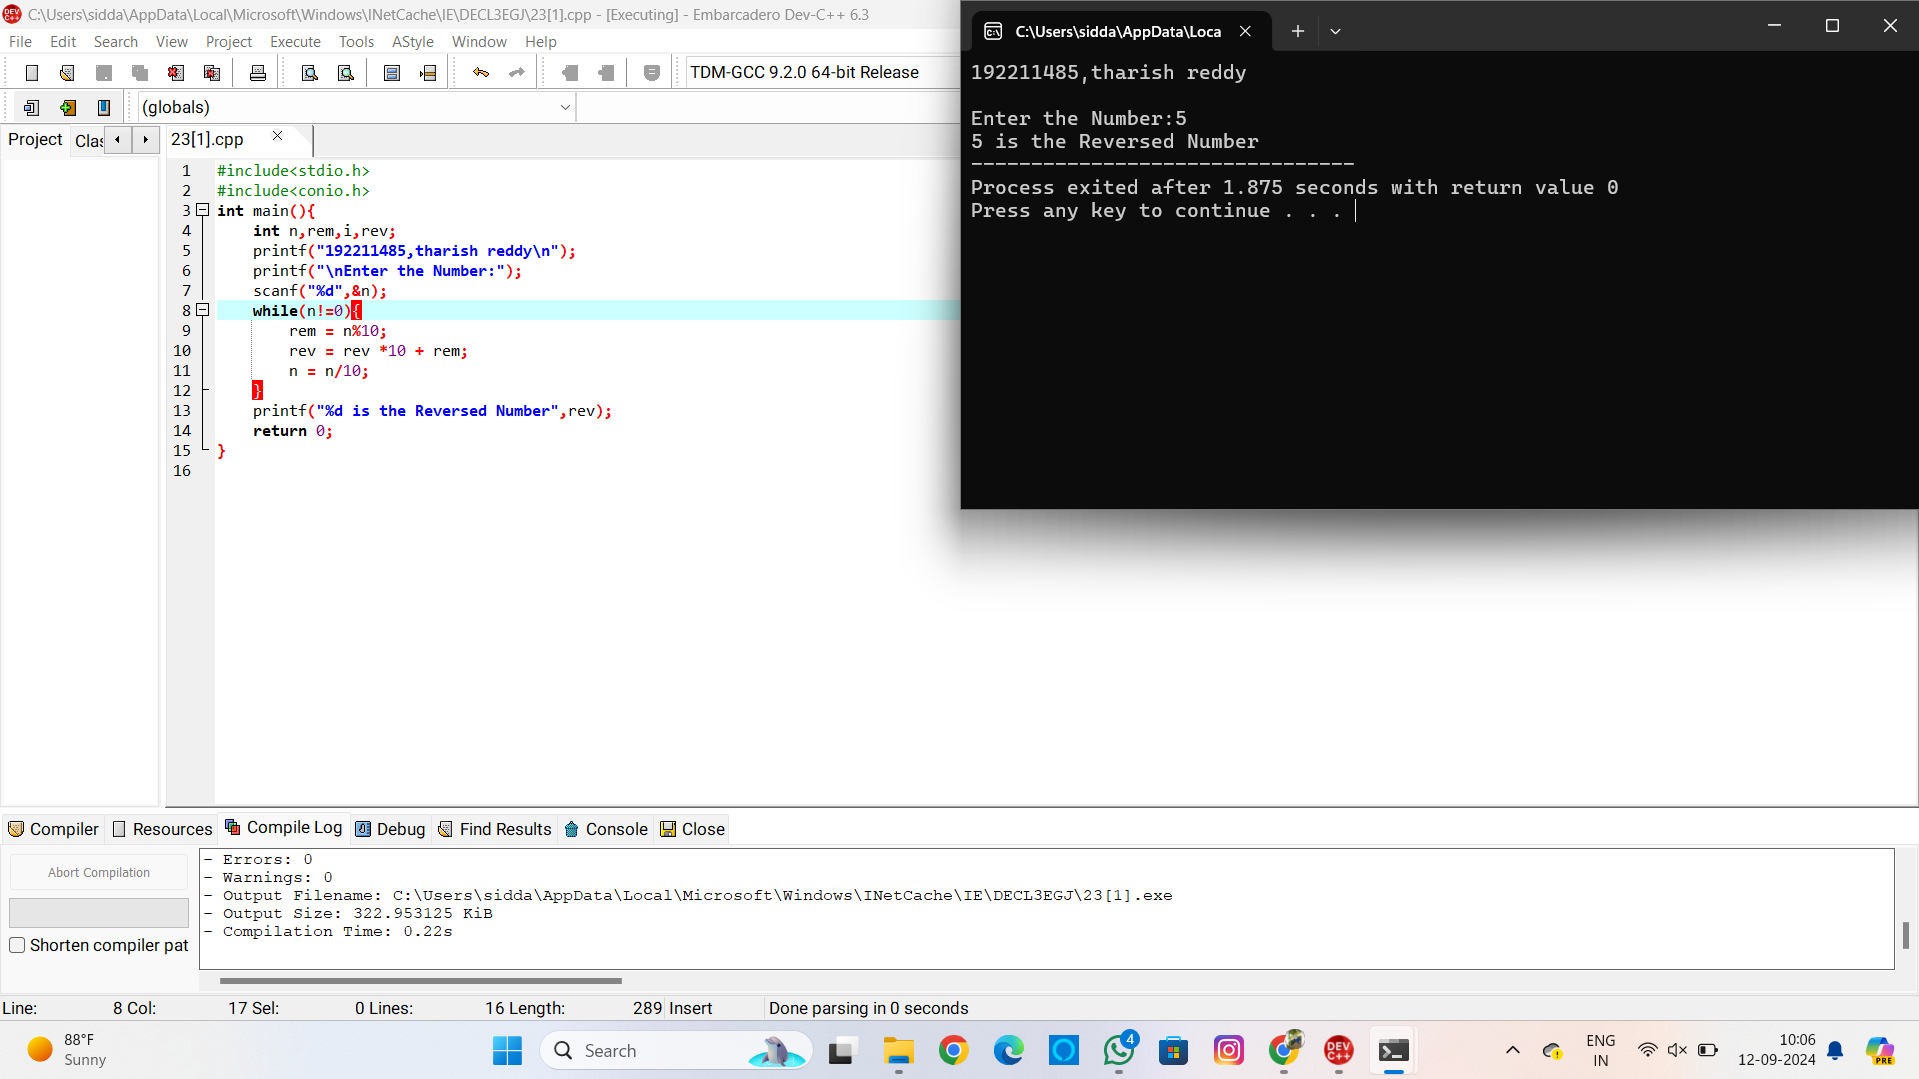 C:\Users\sidda\AppData\Local\Microsoft\Windows\INetCache\IE\DECL3EGJ\23[1].cpp - [Executing] - Embarcadero Dev-C++ 6.3
File Edit Search View Project Execute Tools AStyle Window Help
TDM-GCC 9.2.0 64-bit Release
(globals)
Project Clas
23[1].cpp
1 #include<stdio.h>
2 #include<conio.h>
3 int main(){
4 int n,rem,i,rev;
5 printf("192211485,tharish reddy\n");
6 printf("\nEnter the Number:");
7 scanf("%d",&n);
8 while(n!=0){
9 rem = n%10;
10 rev = rev *10 + rem;
11 n = n/10;
12 }
13 printf("%d is the Reversed Number",rev);
14 return 0;
15 }
16
C:\Users\sidda\AppData\Loca
192211485,tharish reddy
Enter the Number:5
5 is the Reversed Number
--------------------------------
Process exited after 1.875 seconds with return value 0
Press any key to continue . . .
Compiler Resources Compile Log Debug Find Results Console Close
Abort Compilation
Shorten compiler pat
- Errors: 0
- Warnings: 0
- Output Filename: C:\Users\sidda\AppData\Local\Microsoft\Windows\INetCache\IE\DECL3EGJ\23[1].exe
- Output Size: 322.953125 KiB
- Compilation Time: 0.22s
Line: 8 Col: 17 Sel: 0 Lines: 16 Length: 289 Insert Done parsing in 0 seconds
88°F
Sunny
Search
4
DEV C++
ENG
IN
10:06
12-09-2024
PRE